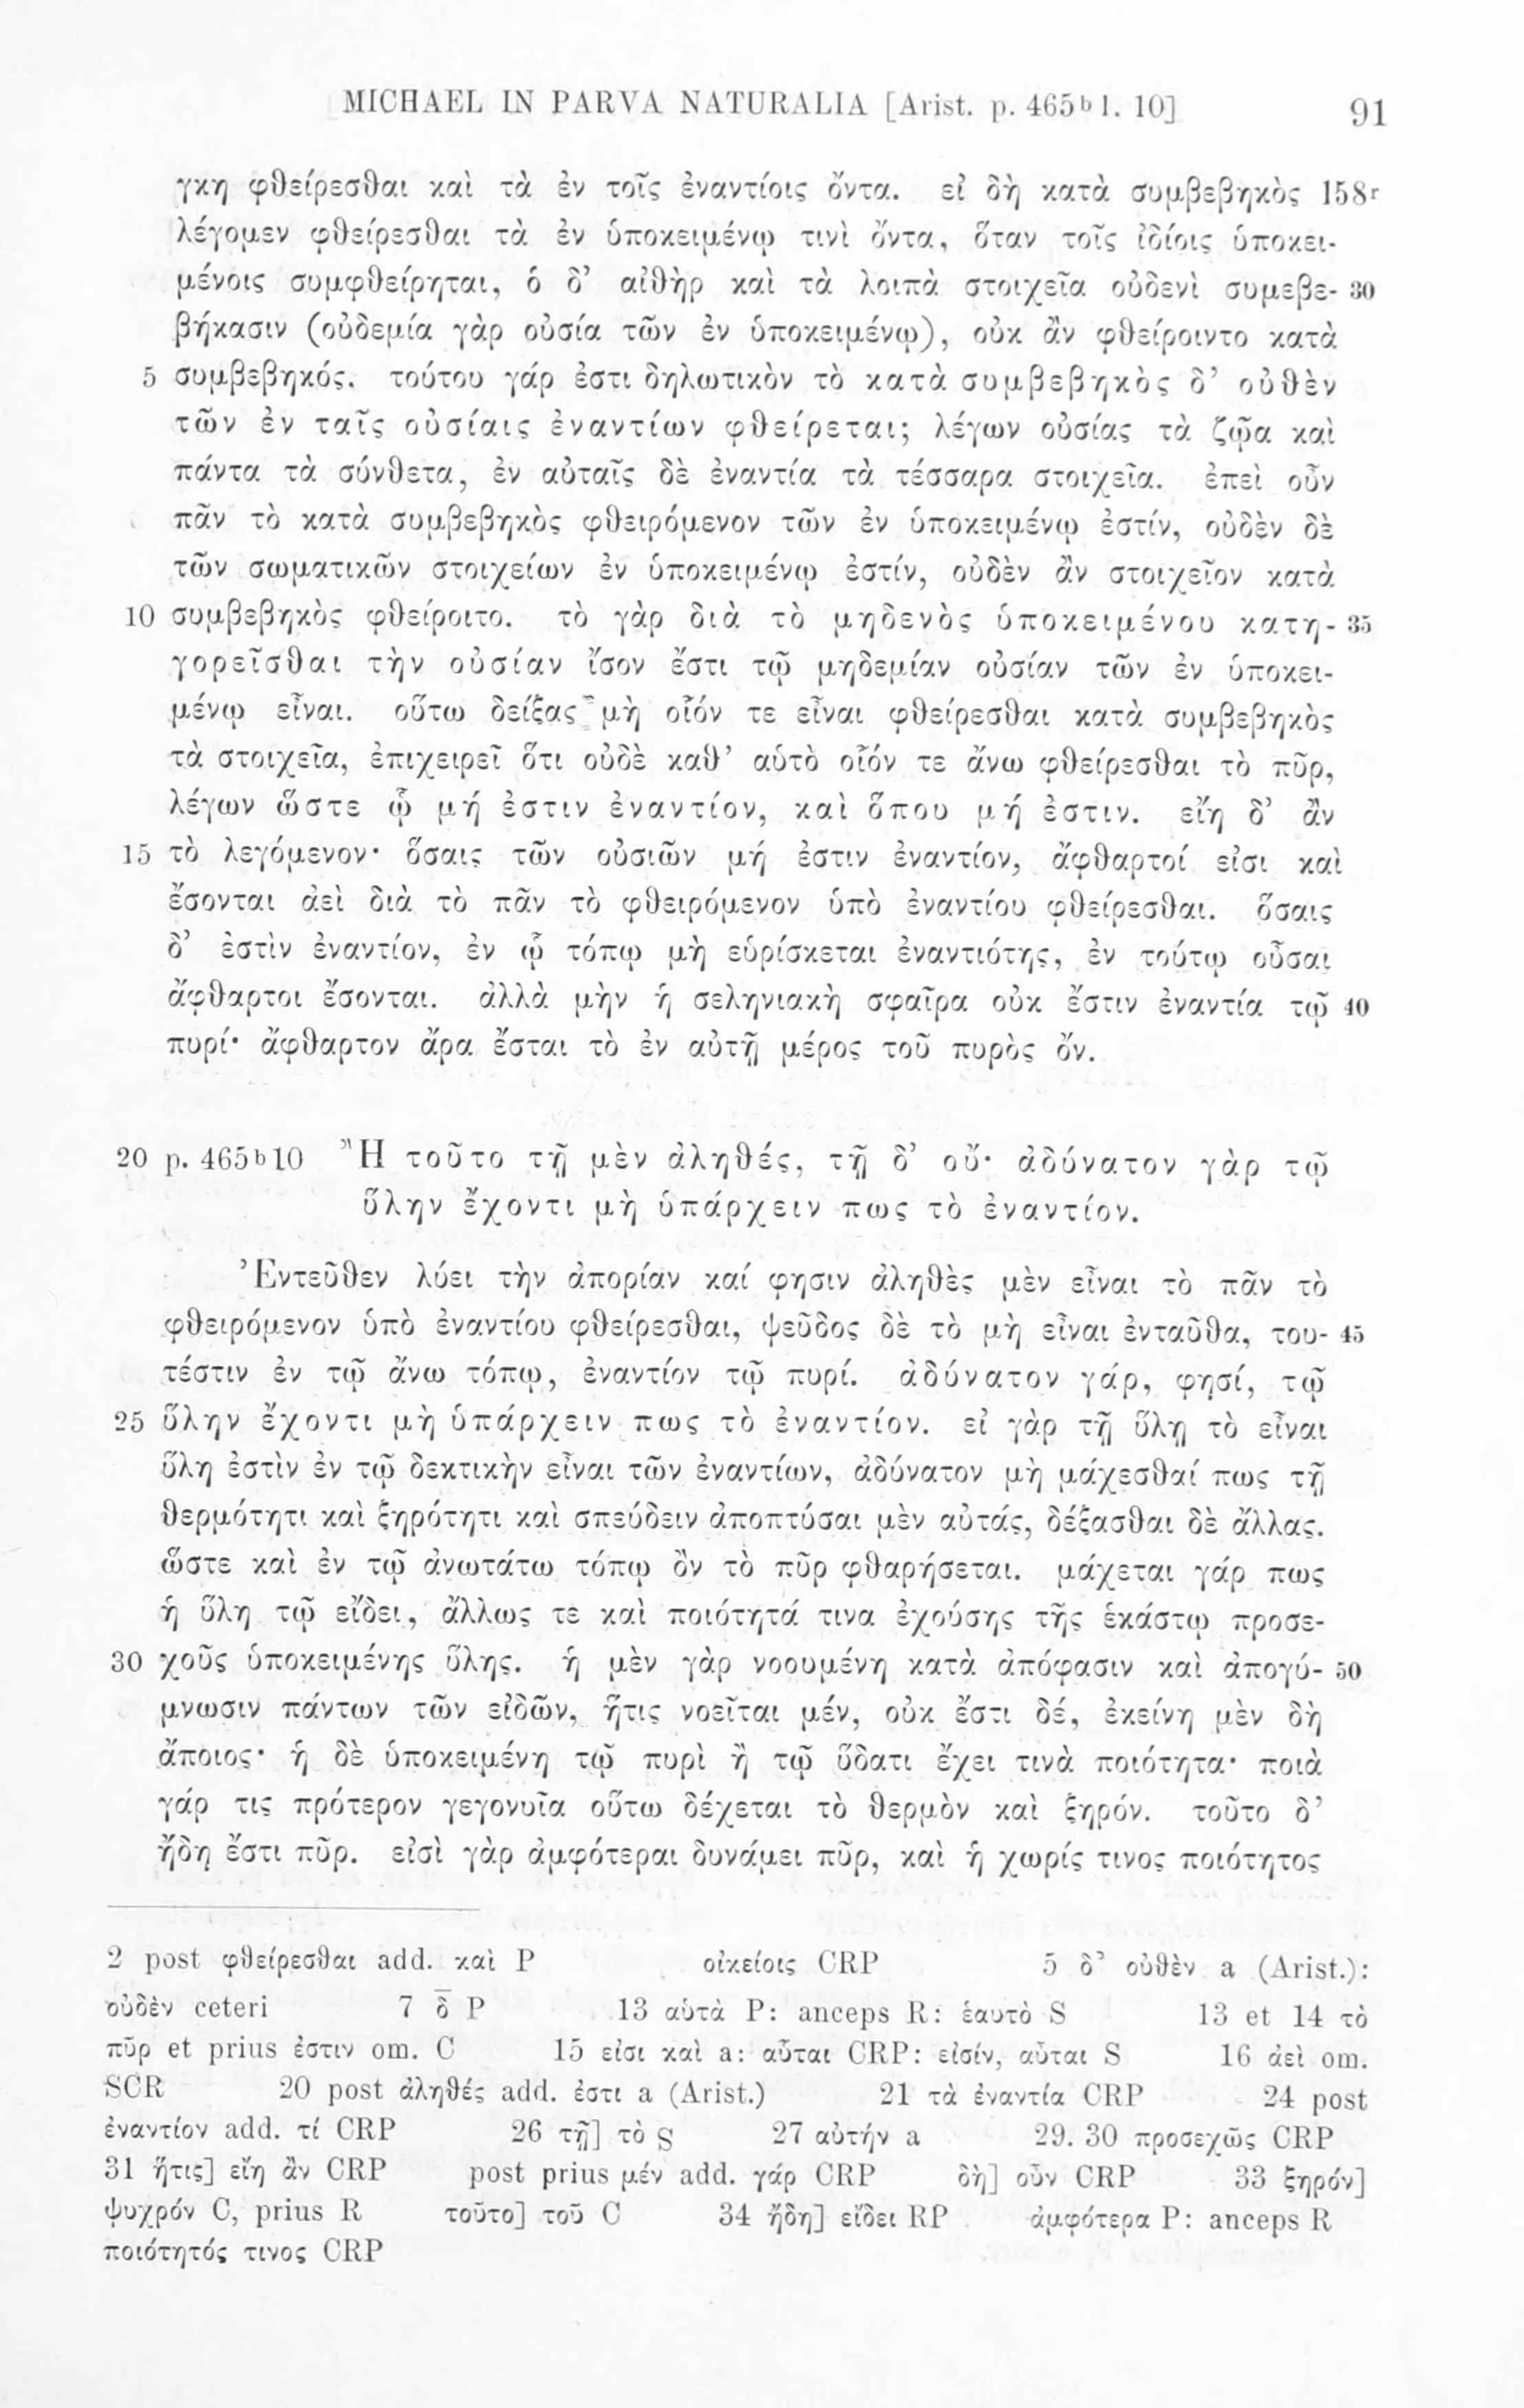 MICHAEL IN PARVA NATURALIA [Arist. p. 465ᵇ l. 10] 91
γκη φθείρεσθαι καὶ τὰ ἐν τοῖς ἐναντίοις ὄντα. εἰ δὴ κατὰ συμβεβηκὸς 158ʳ
λέγομεν φθείρεσθαι τὰ ἐν ὑποκειμένῳ τινὶ ὄντα, ὅταν τοῖς ἰδίοις ὑποκει-
μένοις συμφθείρηται, ὁ δ’ αἰθὴρ καὶ τὰ λοιπὰ στοιχεῖα οὐδενὶ συμεβε- 30
βήκασιν (οὐδεμία γὰρ οὐσία τῶν ἐν ὑποκειμένῳ), οὐκ ἂν φθείροιντο κατὰ
5 συμβεβηκός. τούτου γάρ ἐστι δηλωτικὸν τὸ κατὰ συμβεβηκὸς δ’ οὐθὲν
τῶν ἐν ταῖς οὐσίαις ἐναντίων φθείρεται; λέγων οὐσίας τὰ ζῷα καὶ
πάντα τὰ σύνθετα, ἐν αὐταῖς δὲ ἐναντία τὰ τέσσαρα στοιχεῖα. ἐπεὶ οὖν
πᾶν τὸ κατὰ συμβεβηκὸς φθειρόμενον τῶν ἐν ὑποκειμένῳ ἐστίν, οὐδὲν δὲ
τῶν σωματικῶν στοιχείων ἐν ὑποκειμένῳ ἐστίν, οὐδὲν ἂν στοιχεῖον κατὰ
10 συμβεβηκὸς φθείροιτο. τὸ γὰρ διὰ τὸ μηδενὸς ὑποκειμένου κατη- 35
γορεῖσθαι τὴν οὐσίαν ἴσον ἔστι τῷ μηδεμίαν οὐσίαν τῶν ἐν ὑποκει-
μένῳ εἶναι. οὕτω δείξας μὴ οἷόν τε εἶναι φθείρεσθαι κατὰ συμβεβηκὸς
τὰ στοιχεῖα, ἐπιχειρεῖ ὅτι οὐδὲ καθ’ αὑτὸ οἷόν τε ἄνω φθείρεσθαι τὸ πῦρ,
λέγων ὥστε ᾧ μή ἐστιν ἐναντίον, καὶ ὅπου μή ἐστιν. εἴη δ’ ἂν
15 τὸ λεγόμενον· ὅσαις τῶν οὐσιῶν μή ἐστιν ἐναντίον, ἄφθαρτοί εἰσι καὶ
ἔσονται ἀεὶ διὰ τὸ πᾶν τὸ φθειρόμενον ὑπὸ ἐναντίου φθείρεσθαι. ὅσαις
δ’ ἐστὶν ἐναντίον, ἐν ᾧ τόπῳ μὴ εὑρίσκεται ἐναντιότης, ἐν τούτῳ οὖσαι
ἄφθαρτοι ἔσονται. ἀλλὰ μὴν ἡ σεληνιακὴ σφαῖρα οὐκ ἔστιν ἐναντία τῷ 40
πυρί· ἄφθαρτον ἄρα ἔσται τὸ ἐν αὐτῇ μέρος τοῦ πυρὸς ὄν.
20 p. 465ᵇ10 Ἢ τοῦτο τῇ μὲν ἀληθές, τῇ δ’ οὔ· ἀδύνατον γὰρ τῷ
ὕλην ἔχοντι μὴ ὑπάρχειν πως τὸ ἐναντίον.
Ἐντεῦθεν λύει τὴν ἀπορίαν καί φησιν ἀληθὲς μὲν εἶναι τὸ πᾶν τὸ
φθειρόμενον ὑπὸ ἐναντίου φθείρεσθαι, ψεῦδος δὲ τὸ μὴ εἶναι ἐνταῦθα, του- 45
τέστιν ἐν τῷ ἄνω τόπῳ, ἐναντίον τῷ πυρί. ἀδύνατον γάρ, φησί, τῷ
25 ὕλην ἔχοντι μὴ ὑπάρχειν πως τὸ ἐναντίον. εἰ γὰρ τῇ ὕλῃ τὸ εἶναι
ὕλη ἐστὶν ἐν τῷ δεκτικὴν εἶναι τῶν ἐναντίων, ἀδύνατον μὴ μάχεσθαί πως τῇ
θερμότητι καὶ ξηρότητι καὶ σπεύδειν ἀποπτύσαι μὲν αὐτάς, δέξασθαι δὲ ἄλλας.
ὥστε καὶ ἐν τῷ ἀνωτάτω τόπῳ ὂν τὸ πῦρ φθαρήσεται. μάχεται γάρ πως
ἡ ὕλη τῷ εἴδει, ἄλλως τε καὶ ποιότητά τινα ἐχούσης τῆς ἑκάστῳ προσε-
30 χοῦς ὑποκειμένης ὕλης. ἡ μὲν γὰρ νοουμένη κατὰ ἀπόφασιν καὶ ἀπογύ- 50
μνωσιν πάντων τῶν εἰδῶν, ἥτις νοεῖται μέν, οὐκ ἔστι δέ, ἐκείνη μὲν δὴ
ἄποιος· ἡ δὲ ὑποκειμένη τῷ πυρὶ ἢ τῷ ὕδατι ἔχει τινὰ ποιότητα· ποιὰ
γάρ τις πρότερον γεγονυῖα οὕτω δέχεται τὸ θερμὸν καὶ ξηρόν. τοῦτο δ’
ἤδη ἔστι πῦρ. εἰσὶ γὰρ ἀμφότεραι δυνάμει πῦρ, καὶ ἡ χωρίς τινος ποιότητος
2 post φθείρεσθαι add. καὶ P οἰκείοις CRP 5 δ’ οὐθὲν a (Arist.):
οὐδὲν ceteri 7 δ̅ P 13 αὐτὰ P: anceps R: ἑαυτὸ S 13 et 14 τὸ
πῦρ et prius ἐστιν om. C 15 εἰσι καὶ a: αὗται CRP: εἰσίν, αὗται S 16 ἀεὶ om.
SCR 20 post ἀληθές add. ἐστι a (Arist.) 21 τὰ ἐναντία CRP 24 post
ἐναντίον add. τί CRP 26 τῇ] τὸ S 27 αὐτήν a 29. 30 προσεχῶς CRP
31 ἥτις] εἴη ἂν CRP post prius μέν add. γάρ CRP δὴ] οὖν CRP 33 ξηρόν]
ψυχρόν C, prius R τοῦτο] τοῦ C 34 ἤδη] εἴδει RP ἀμφότερα P: anceps R
ποιότητός τινος CRP